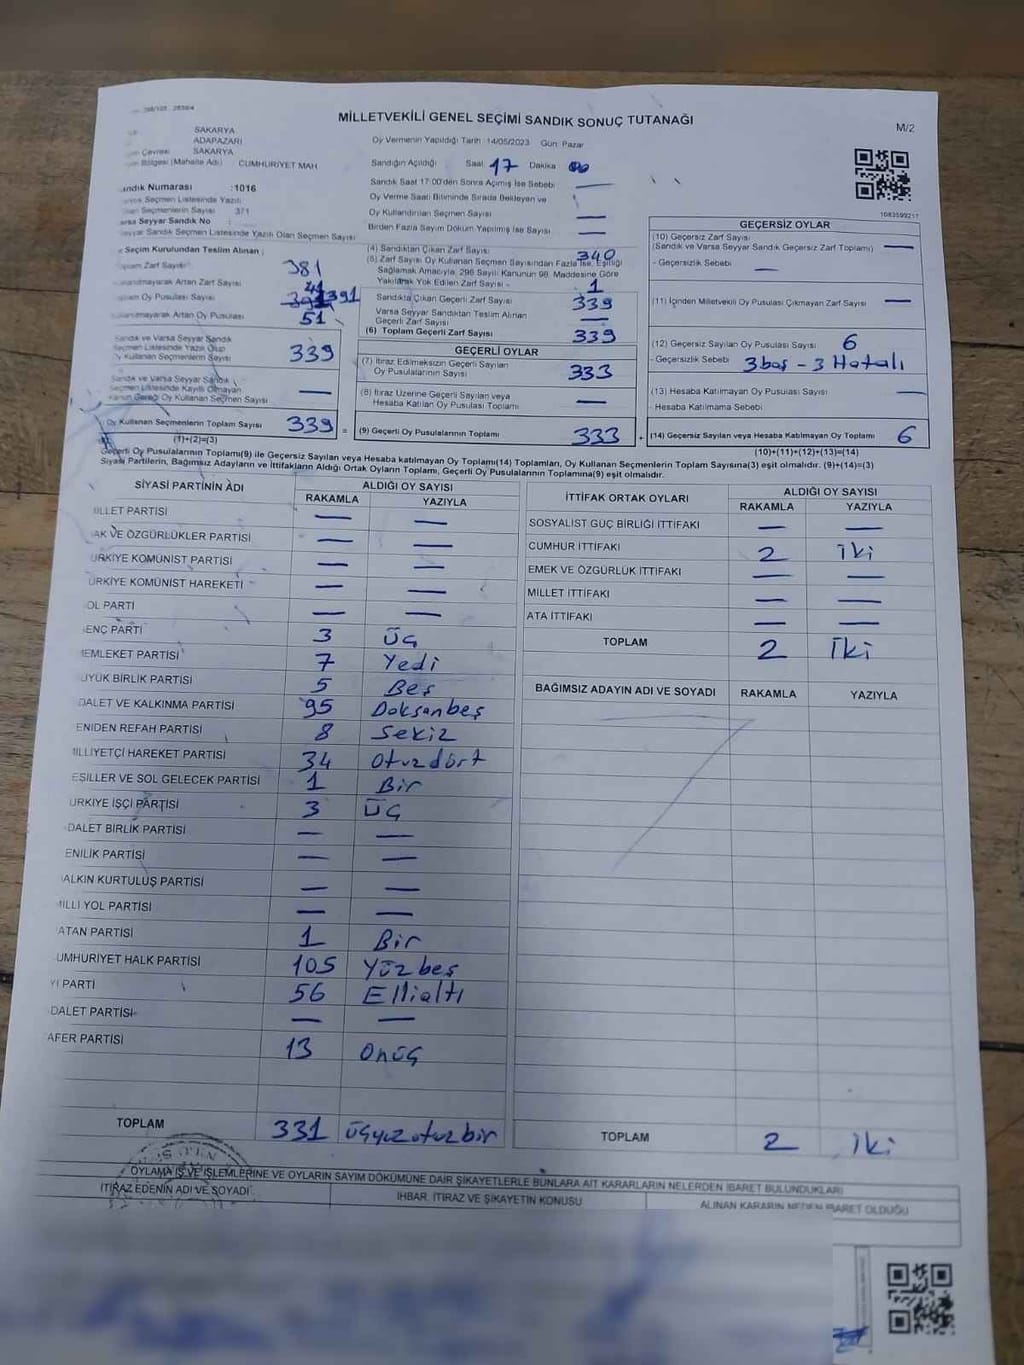 MİLLETVEKİLİ GENEL SEÇİMİ SANDIK SONUÇ TUTANAĞI
M/2
SAKARYA
ADAPAZARI
SAKARYA
Bölgesi (Mahalle Adı) CUMHURİYET MAH
Oy Vermenin Yapıldığı Tarih :14/05/2023 Gün: Pazar
Sandığın Açıldığı Saat 17 Dakika 00
Sandık Saat 17:00'den Sonra Açılmış İse Sebebi —
Oy Verme Saati Bitiminde Sırada Bekleyen ve
Oy Kullandırılan Seçmen Sayısı —
Birden Fazla Sayım Döküm Yapılmış İse Sayısı —
Sandık Numarası :1016
Seçmen Listesinde Yazılı
Seçmenlerin Sayısı 371
Varsa Seyyar Sandık No :
Seyyar Sandık Seçmen Listesinde Yazılı Olan Seçmen Sayısı
Seçim Kurulundan Teslim Alınan ;
Zarf Sayısı 381
Artan Zarf Sayısı 41
Oy Pusulası Sayısı 391
Artan Oy Pusulası 51
Sandık ve Varsa Seyyar Sandık
Seçmen Listesinde Yazılı Olup
Oy Kullanan Seçmenlerin Sayısı 339
Sandık ve Varsa Seyyar Sandık
Seçmen Listesinde Kayıtlı Olmayan
Kanun Gereği Oy Kullanan Seçmen Sayısı —
Oy Kullanan Seçmenlerin Toplam Sayısı 339
(1)+(2)=(3)
(4) Sandıktan Çıkan Zarf Sayısı 340
(5) Zarf Sayısı Oy Kullanan Seçmen Sayısından Fazla İse, Eşitliği
Sağlamak Amacıyla, 298 Sayılı Kanunun 98. Maddesine Göre
Yakılarak Yok Edilen Zarf Sayısı - 1
Sandıkta Çıkan Geçerli Zarf Sayısı 339
Varsa Seyyar Sandıktan Teslim Alınan
Geçerli Zarf Sayısı —
(6) Toplam Geçerli Zarf Sayısı 339
GEÇERLİ OYLAR
(7) İtiraz Edilmeksizin Geçerli Sayılan
Oy Pusulalarının Sayısı 333
(8) İtiraz Üzerine Geçerli Sayılan veya
Hesaba Katılan Oy Pusulası Toplamı —
= (9) Geçerli Oy Pusulalarının Toplamı 333
1083599217
GEÇERSİZ OYLAR
(10) Geçersiz Zarf Sayısı
(Sandık ve Varsa Seyyar Sandık Geçersiz Zarf Toplamı) —
- Geçersizlik Sebebi —
(11) İçinden Milletvekili Oy Pusulası Çıkmayan Zarf Sayısı —
(12) Geçersiz Sayılan Oy Pusulası Sayısı 6
- Geçersizlik Sebebi 3 boş - 3 Hatalı
(13) Hesaba Katılmayan Oy Pusulası Sayısı —
- Hesaba Katılmama Sebebi
+ (14) Geçersiz Sayılan veya Hesaba Katılmayan Oy Toplamı 6
(10)+(11)+(12)+(13)=(14)
Geçerli Oy Pusulaları Toplamı(9) ile Geçersiz Sayılan veya Hesaba katılmayan Oy Toplamı(14) Toplamları, Oy Kullanan Seçmenlerin Toplam Sayısına(3) eşit olmalıdır. (9)+(14)=(3)
Siyasi Partilerin, Bağımsız Adayların ve İttifakların Aldığı Ortak Oyların Toplamı, Geçerli Oy Pusulalarının Toplamına(9) eşit olmalıdır.
SİYASİ PARTİNİN ADI ALDIĞI OY SAYISI
RAKAMLA YAZIYLA
MİLLET PARTİSİ — —
HAK VE ÖZGÜRLÜKLER PARTİSİ — —
TÜRKİYE KOMÜNİST PARTİSİ — —
TÜRKİYE KOMÜNİST HAREKETİ — —
SOL PARTİ — —
GENÇ PARTİ 3 Üç
MEMLEKET PARTİSİ 7 Yedi
BÜYÜK BİRLİK PARTİSİ 5 Beş
ADALET VE KALKINMA PARTİSİ 95 Doksanbeş
YENİDEN REFAH PARTİSİ 8 Sekiz
MİLLİYETÇİ HAREKET PARTİSİ 34 Otuzdört
YEŞİLLER VE SOL GELECEK PARTİSİ 1 Bir
TÜRKİYE İŞÇİ PARTİSİ 3 Üç
ADALET BİRLİK PARTİSİ — —
YENİLİK PARTİSİ — —
HALKIN KURTULUŞ PARTİSİ — —
MİLLİ YOL PARTİSİ — —
VATAN PARTİSİ 1 Bir
CUMHURİYET HALK PARTİSİ 105 Yüzbeş
İYİ PARTİ 56 Ellialtı
ADALET PARTİSİ — —
ZAFER PARTİSİ 13 Onüç
TOPLAM 331 Üçyüzotuzbir
İTTİFAK ORTAK OYLARI ALDIĞI OY SAYISI
RAKAMLA YAZIYLA
SOSYALİST GÜÇ BİRLİĞİ İTTİFAKI — —
CUMHUR İTTİFAKI 2 İki
EMEK VE ÖZGÜRLÜK İTTİFAKI — —
MİLLET İTTİFAKI — —
ATA İTTİFAKI — —
TOPLAM 2 İki
BAĞIMSIZ ADAYIN ADI VE SOYADI RAKAMLA YAZIYLA
TOPLAM 2 iki
OYLAMA İŞ VE İŞLEMLERİNE VE OYLARIN SAYIM DÖKÜMÜNE DAİR ŞİKAYETLERLE BUNLARA AİT KARARLARIN NELERDEN İBARET BULUNDUKLARI
İTİRAZ EDENİN ADI VE SOYADI İHBAR, İTİRAZ VE ŞİKAYETİN KONUSU ALINAN KARARIN NEDEN İBARET OLDUĞU